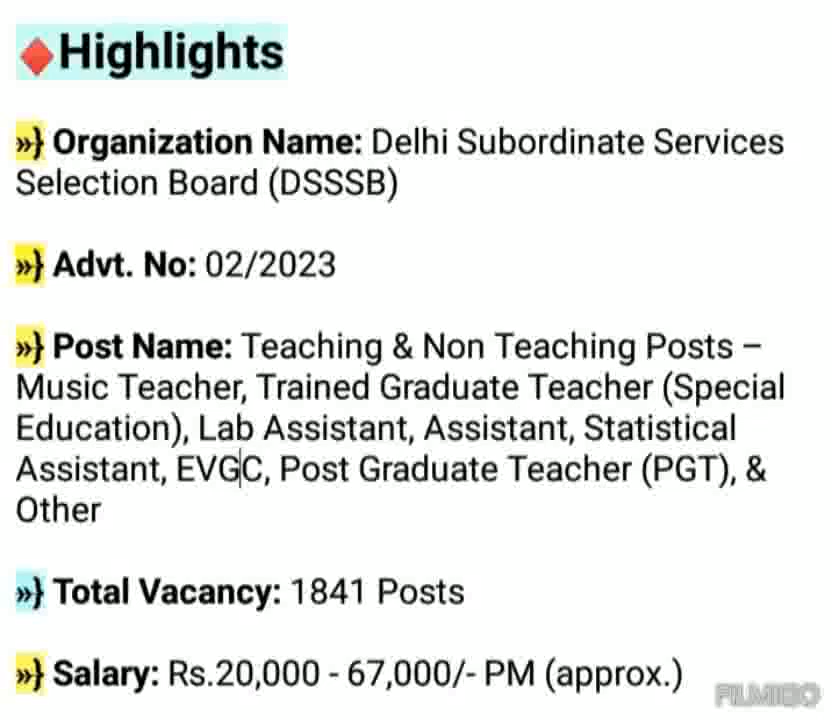 ♦Highlights
»} Organization Name: Delhi Subordinate Services
Selection Board (DSSSB)
»} Advt. No: 02/2023
»} Post Name: Teaching & Non Teaching Posts –
Music Teacher, Trained Graduate Teacher (Special
Education), Lab Assistant, Assistant, Statistical
Assistant, EVGC, Post Graduate Teacher (PGT), &
Other
»} Total Vacancy: 1841 Posts
»} Salary: Rs.20,000 - 67,000/- PM (approx.)
FILMIGO